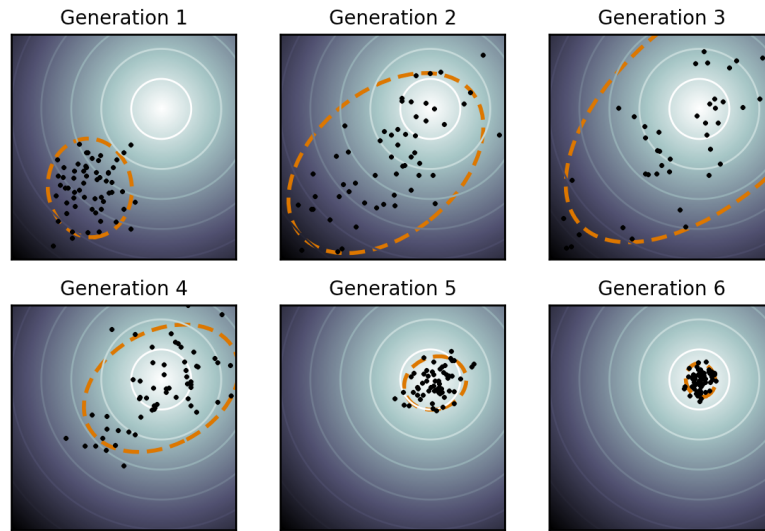 Generation 1
Generation 2
Generation 3
Generation 4
Generation 5
Generation 6